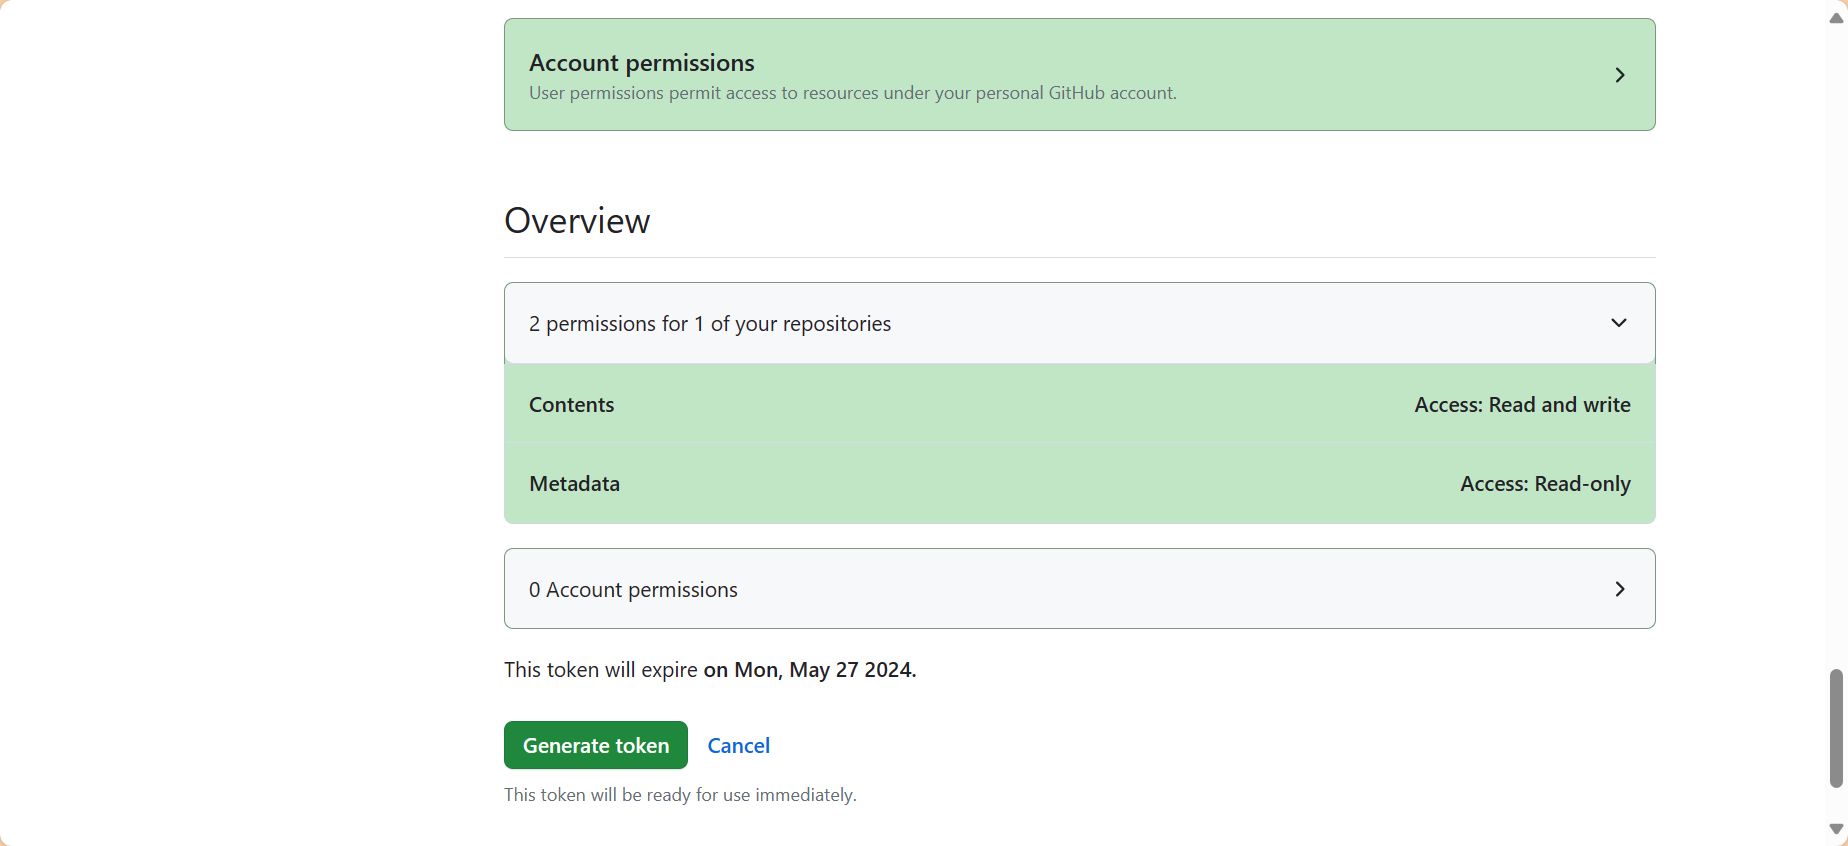 Account permissions
User permissions permit access to resources under your personal GitHub account.
Overview
2 permissions for 1 of your repositories
Contents Access: Read and write
Metadata Access: Read-only
0 Account permissions
This token will expire on Mon, May 27 2024.
Generate token Cancel
This token will be ready for use immediately.